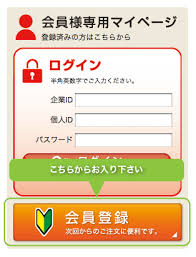 会員様専用マイページ
登録済みの方はこちらから
ログイン
半角英数字でご入力ください。
企業ID
個人ID
パスワード
ログイン
こちらからお入り下さい
会員登録
次回からのご注文に便利です。